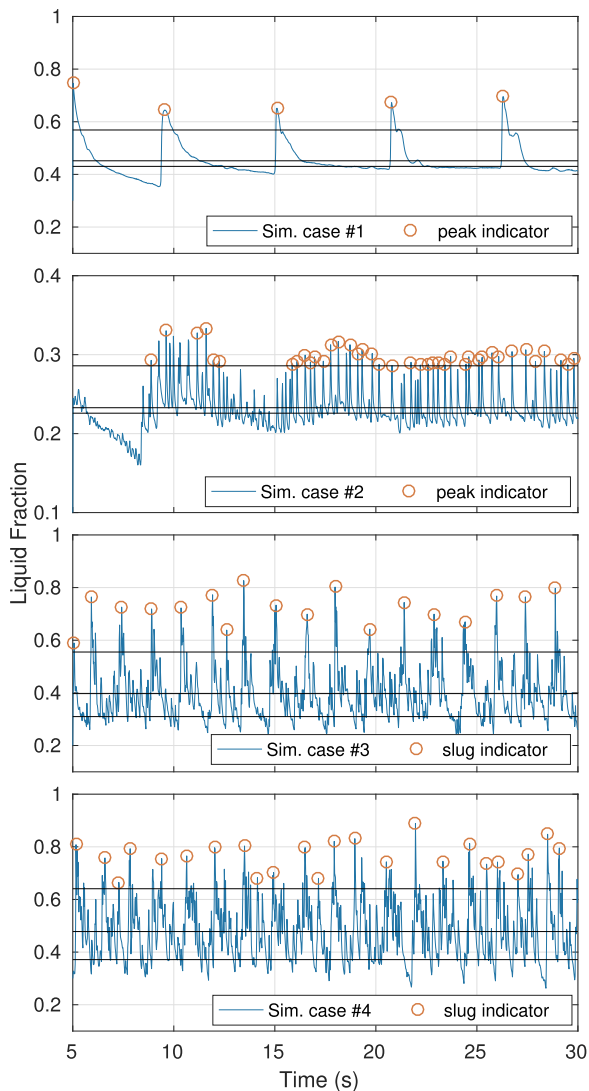 1
0.8
0.6
0.4
0.2
Sim. case #1 peak indicator
0.4
0.3
0.2
0.1
Sim. case #2 peak indicator
Liquid Fraction
1
0.8
0.6
0.4
0.2
Sim. case #3 slug indicator
1
0.8
0.6
0.4
0.2
Sim. case #4 slug indicator
5 10 15 20 25 30
Time (s)